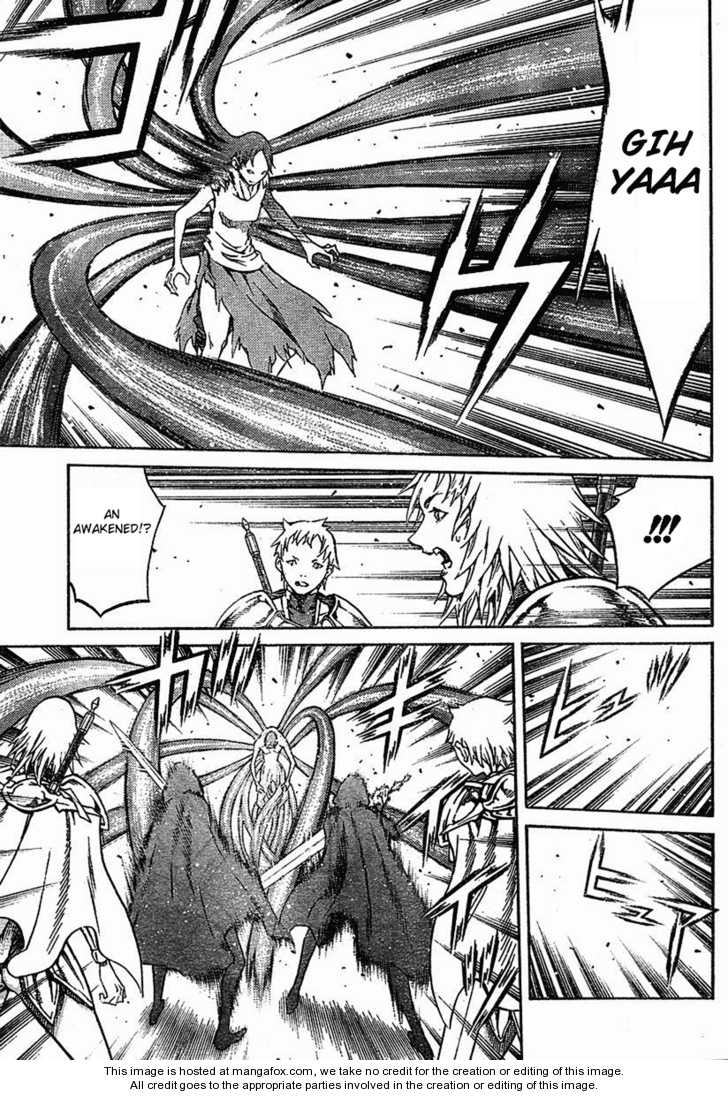 GIH
YAAA
!!!
AN
AWAKENED!?
This image is hosted at mangafox.com, we take no credit for the creation or editing of this image.
All credit goes to the appropriate parties involved in the creation or editing of this image.